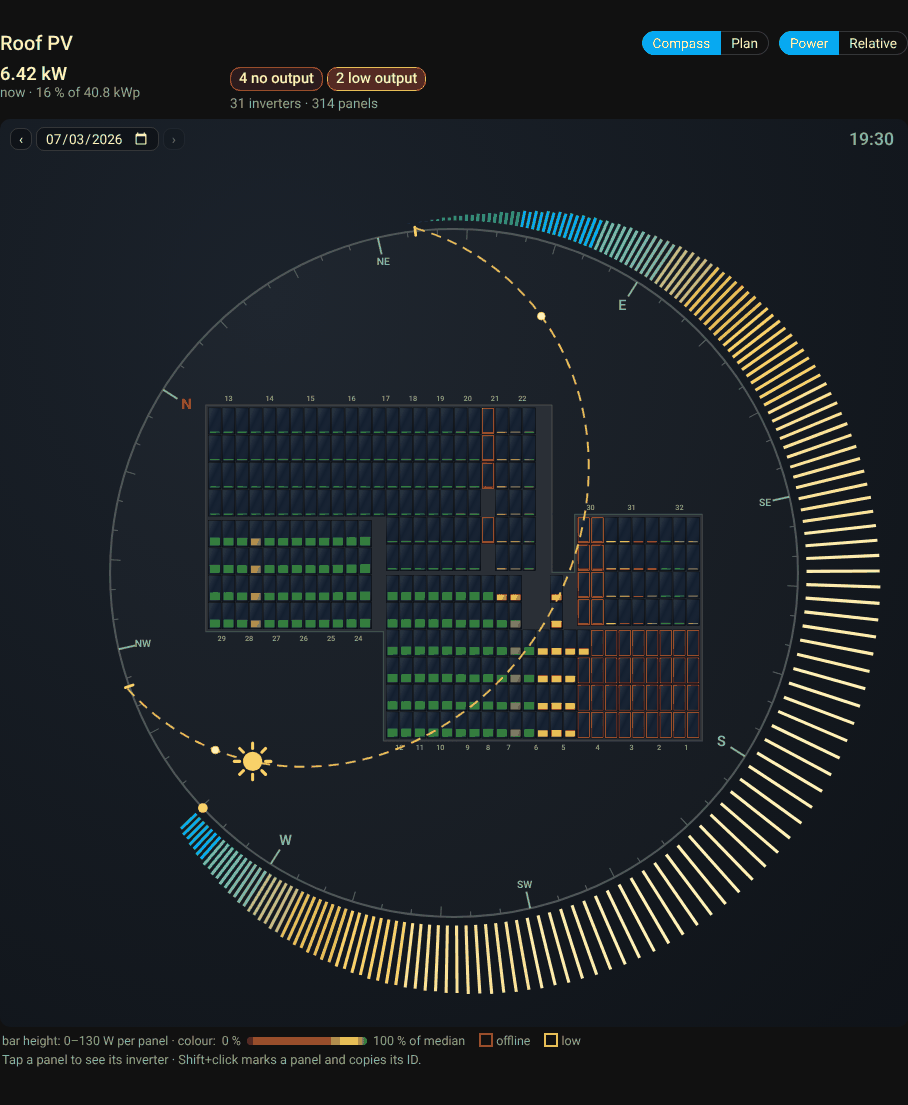 Roof PV
Compass Plan Power Relative
6.42 kW
now · 16 % of 40.8 kWp
4 no output 2 low output
31 inverters · 314 panels
‹ 07/03/2026 ›
19:30
NE
E
N
13 14 15 16 17 18 19 20 21 22
SE
30 31 32
29 28 27 26 25 24
NW
S
12 11 10 9 8 7 6 5 4 3 2 1
W
SW
bar height: 0–130 W per panel · colour: 0 % 100 % of median offline low
Tap a panel to see its inverter · Shift+click marks a panel and copies its ID.